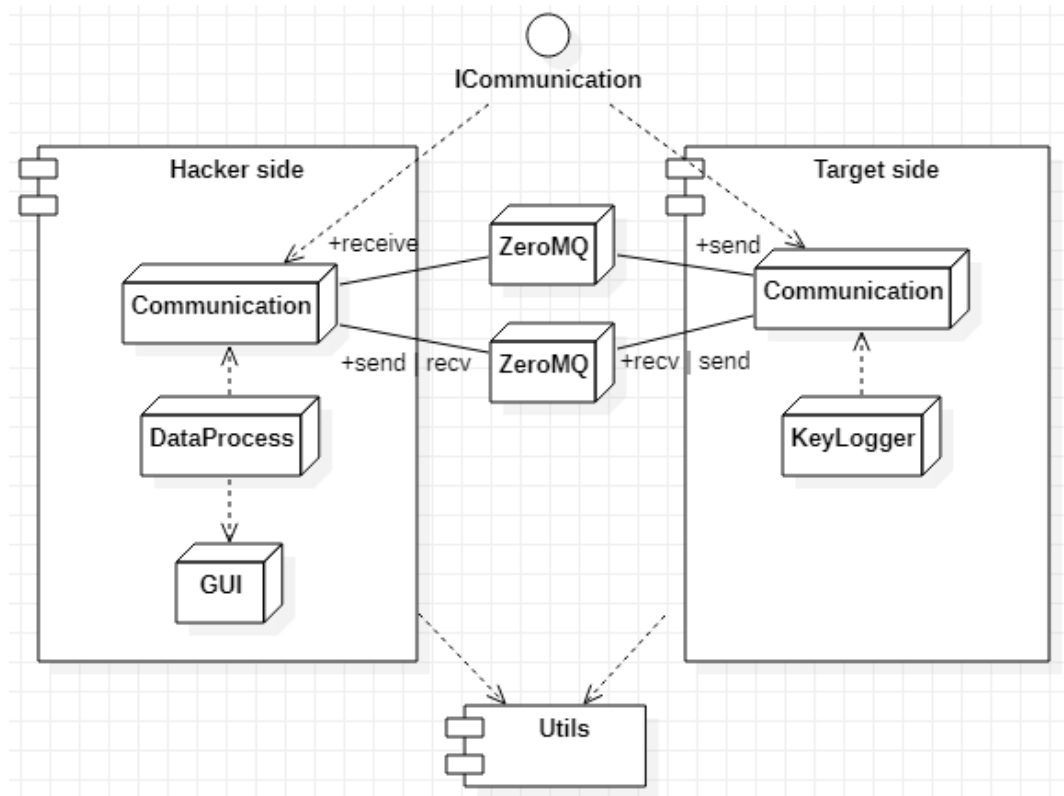 ICommunication
Hacker side
Target side
+receive
ZeroMQ
+send
Communication
Communication
+send | recv
ZeroMQ
+recv | send
DataProcess
KeyLogger
GUI
Utils